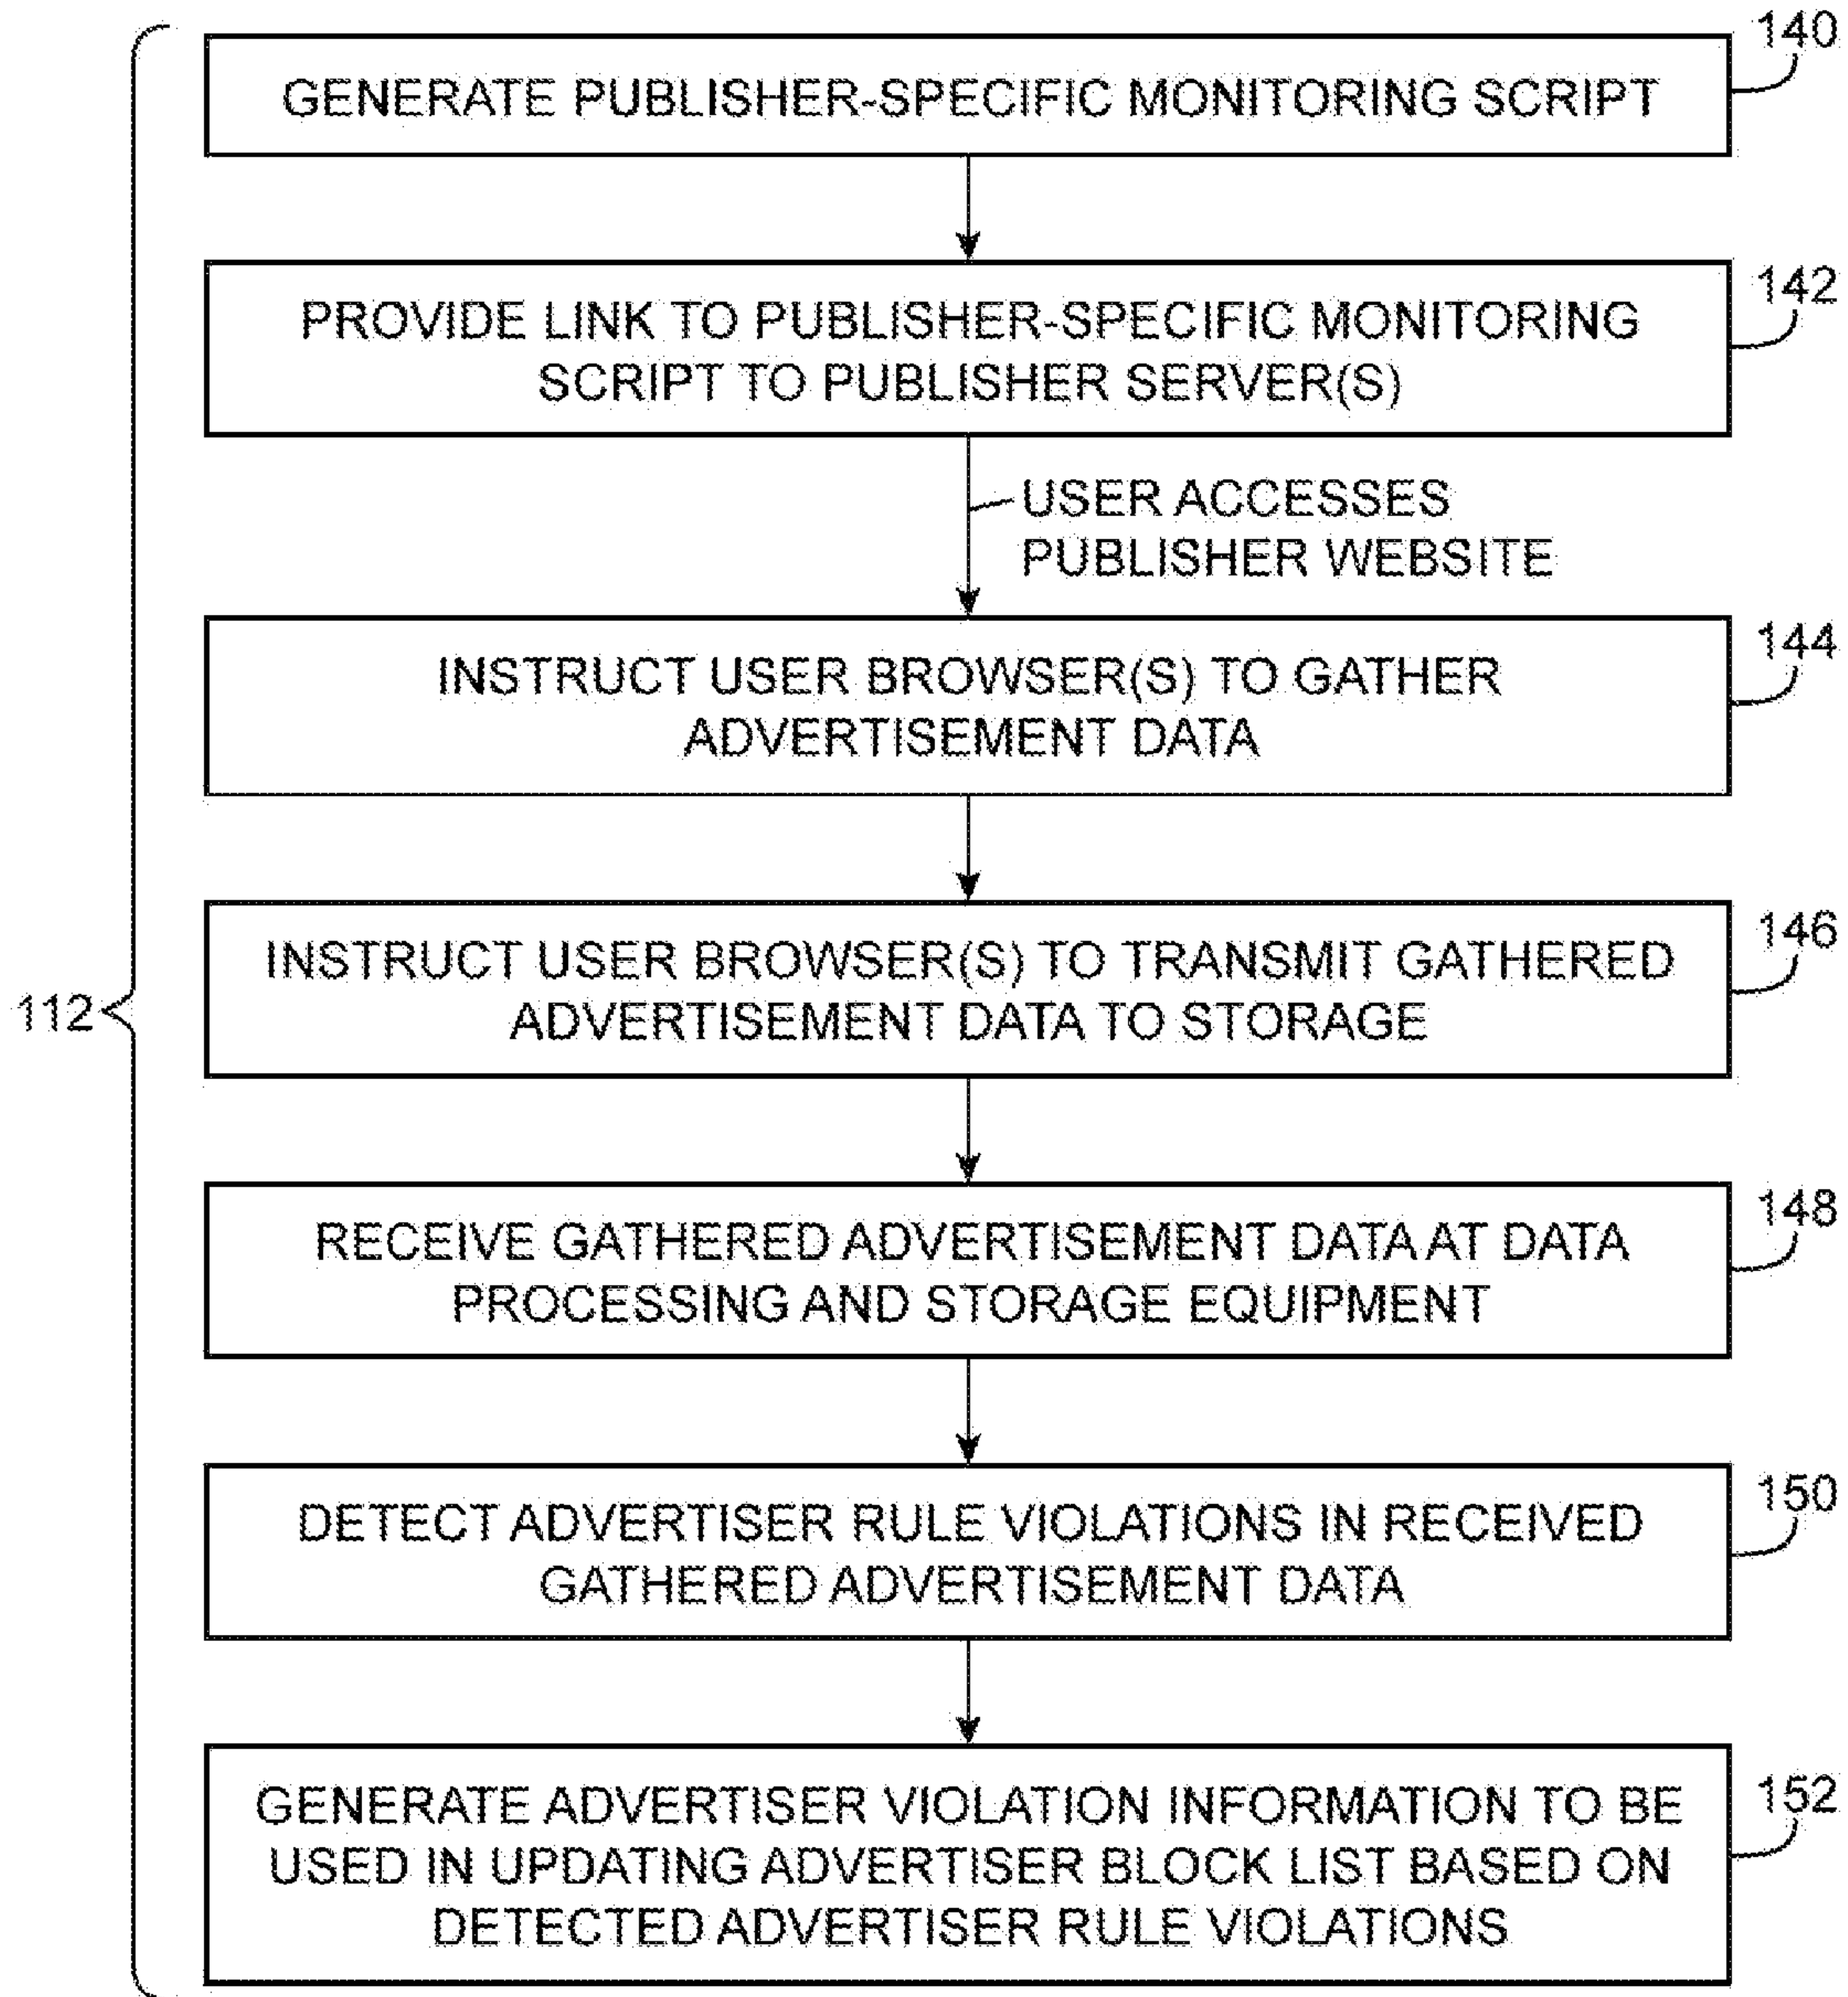 140
GENERATE PUBLISHER-SPECIFIC MONITORING SCRIPT
142
PROVIDE LINK TO PUBLISHER-SPECIFIC MONITORING
SCRIPT TO PUBLISHER SERVER(S)
USER ACCESSES
PUBLISHER WEBSITE
144
INSTRUCT USER BROWSER(S) TO GATHER
ADVERTISEMENT DATA
146
INSTRUCT USER BROWSER(S) TO TRANSMIT GATHERED
ADVERTISEMENT DATA TO STORAGE
112
148
RECEIVE GATHERED ADVERTISEMENT DATA AT DATA
PROCESSING AND STORAGE EQUIPMENT
150
DETECT ADVERTISER RULE VIOLATIONS IN RECEIVED
GATHERED ADVERTISEMENT DATA
152
GENERATE ADVERTISER VIOLATION INFORMATION TO BE
USED IN UPDATING ADVERTISER BLOCK LIST BASED ON
DETECTED ADVERTISER RULE VIOLATIONS